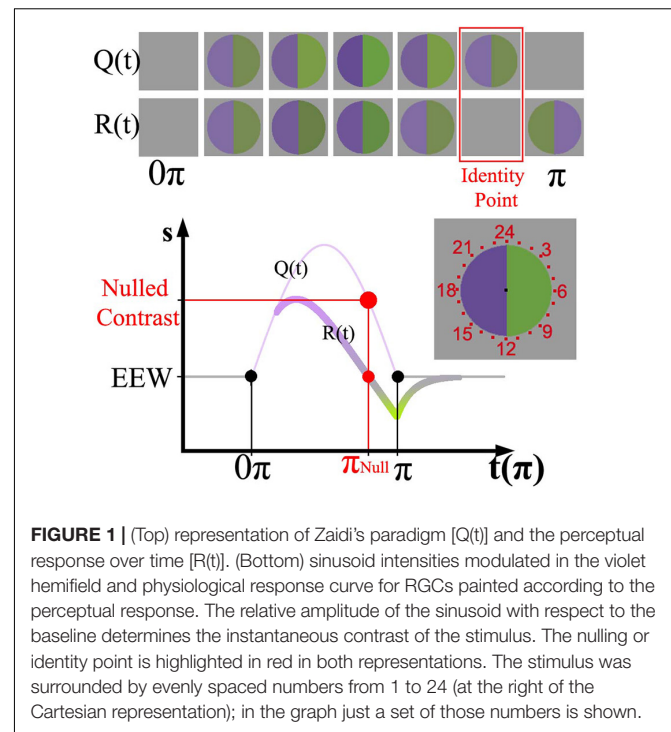 Q(t)
R(t)
0π
Identity
Point
π
s
24
21
3
18
6
15
9
12
Q(t)
Nulled
Contrast
R(t)
EEW
0π
πNull
π
t(π)
FIGURE 1 | (Top) representation of Zaidi's paradigm [Q(t)] and the perceptual
response over time [R(t)]. (Bottom) sinusoid intensities modulated in the violet
hemifield and physiological response curve for RGCs painted according to the
perceptual response. The relative amplitude of the sinusoid with respect to the
baseline determines the instantaneous contrast of the stimulus. The nulling or
identity point is highlighted in red in both representations. The stimulus was
surrounded by evenly spaced numbers from 1 to 24 (at the right of the
Cartesian representation); in the graph just a set of those numbers is shown.